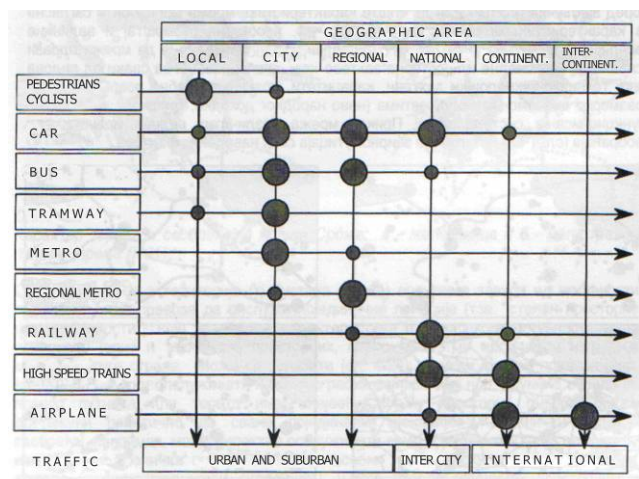 GEOGRAPHIC AREA
LOCAL CITY REGIONAL NATIONAL CONTINENT. INTER-
CONTINENT.
PEDESTRIANS
CYCLISTS
CAR
BUS
TRAMWAY
METRO
REGIONAL METRO
RAILWAY
HIGH SPEED TRAINS
AIRPLANE
TRAFFIC URBAN AND SUBURBAN INTER CITY INTERNATIONAL